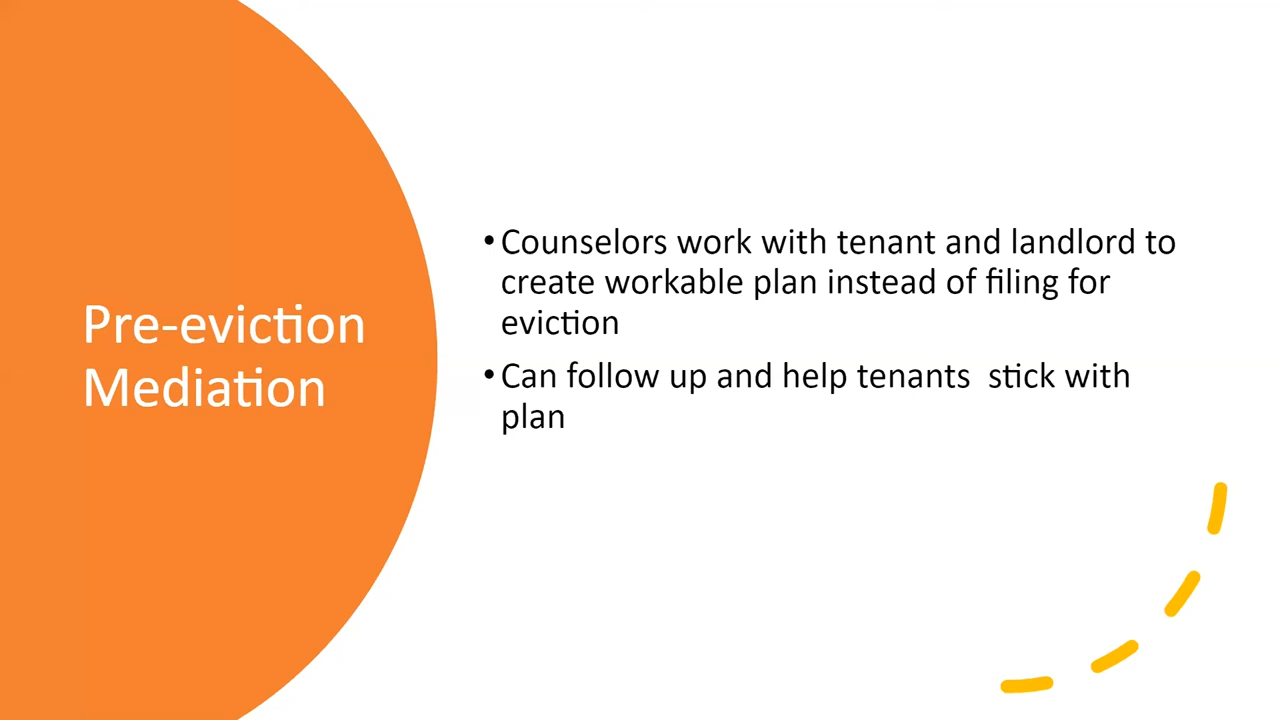 Pre-eviction
Mediation
• Counselors work with tenant and landlord to
create workable plan instead of filing for
eviction
• Can follow up and help tenants  stick with
plan